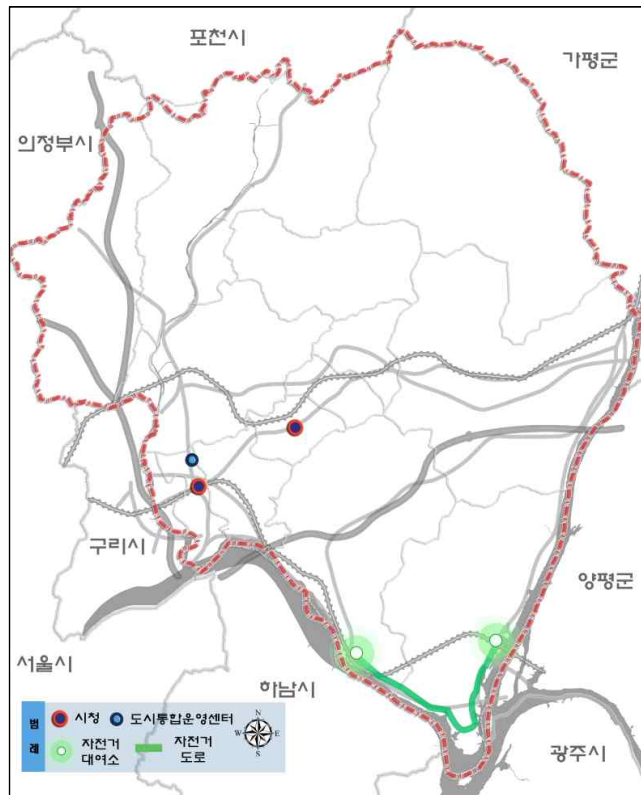 포천시
가평군
의정부시
구리시
양평군
서울시
하남시
광주시
범례
시청
도시통합운영센터
자전거
대여소
자전거
도로
N
W
E
S